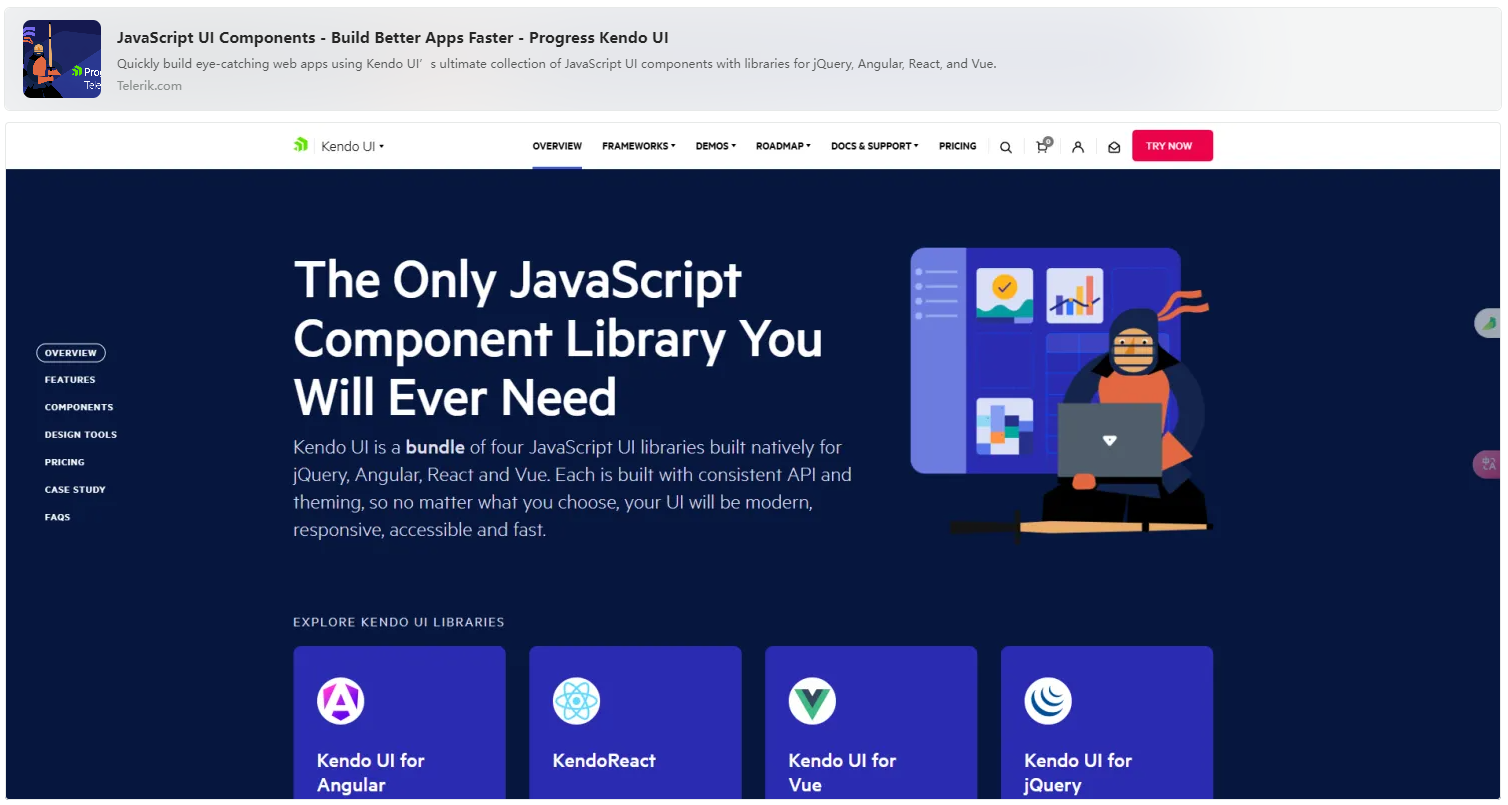 JavaScript UI Components - Build Better Apps Faster - Progress Kendo UI
Quickly build eye-catching web apps using Kendo UI’s ultimate collection of JavaScript UI components with libraries for jQuery, Angular, React, and Vue.
Telerik.com
Kendo UI
OVERVIEW
FRAMEWORKS
DEMOS
ROADMAP
DOCS & SUPPORT
PRICING
0
TRY NOW
The Only JavaScript
Component Library You
Will Ever Need
Kendo UI is a bundle of four JavaScript UI libraries built natively for
jQuery, Angular, React and Vue. Each is built with consistent API and
theming, so no matter what you choose, your UI will be modern,
responsive, accessible and fast.
OVERVIEW
FEATURES
COMPONENTS
DESIGN TOOLS
PRICING
CASE STUDY
FAQS
EXPLORE KENDO UI LIBRARIES
Kendo UI for
Angular
KendoReact
Kendo UI for
Vue
Kendo UI for
jQuery